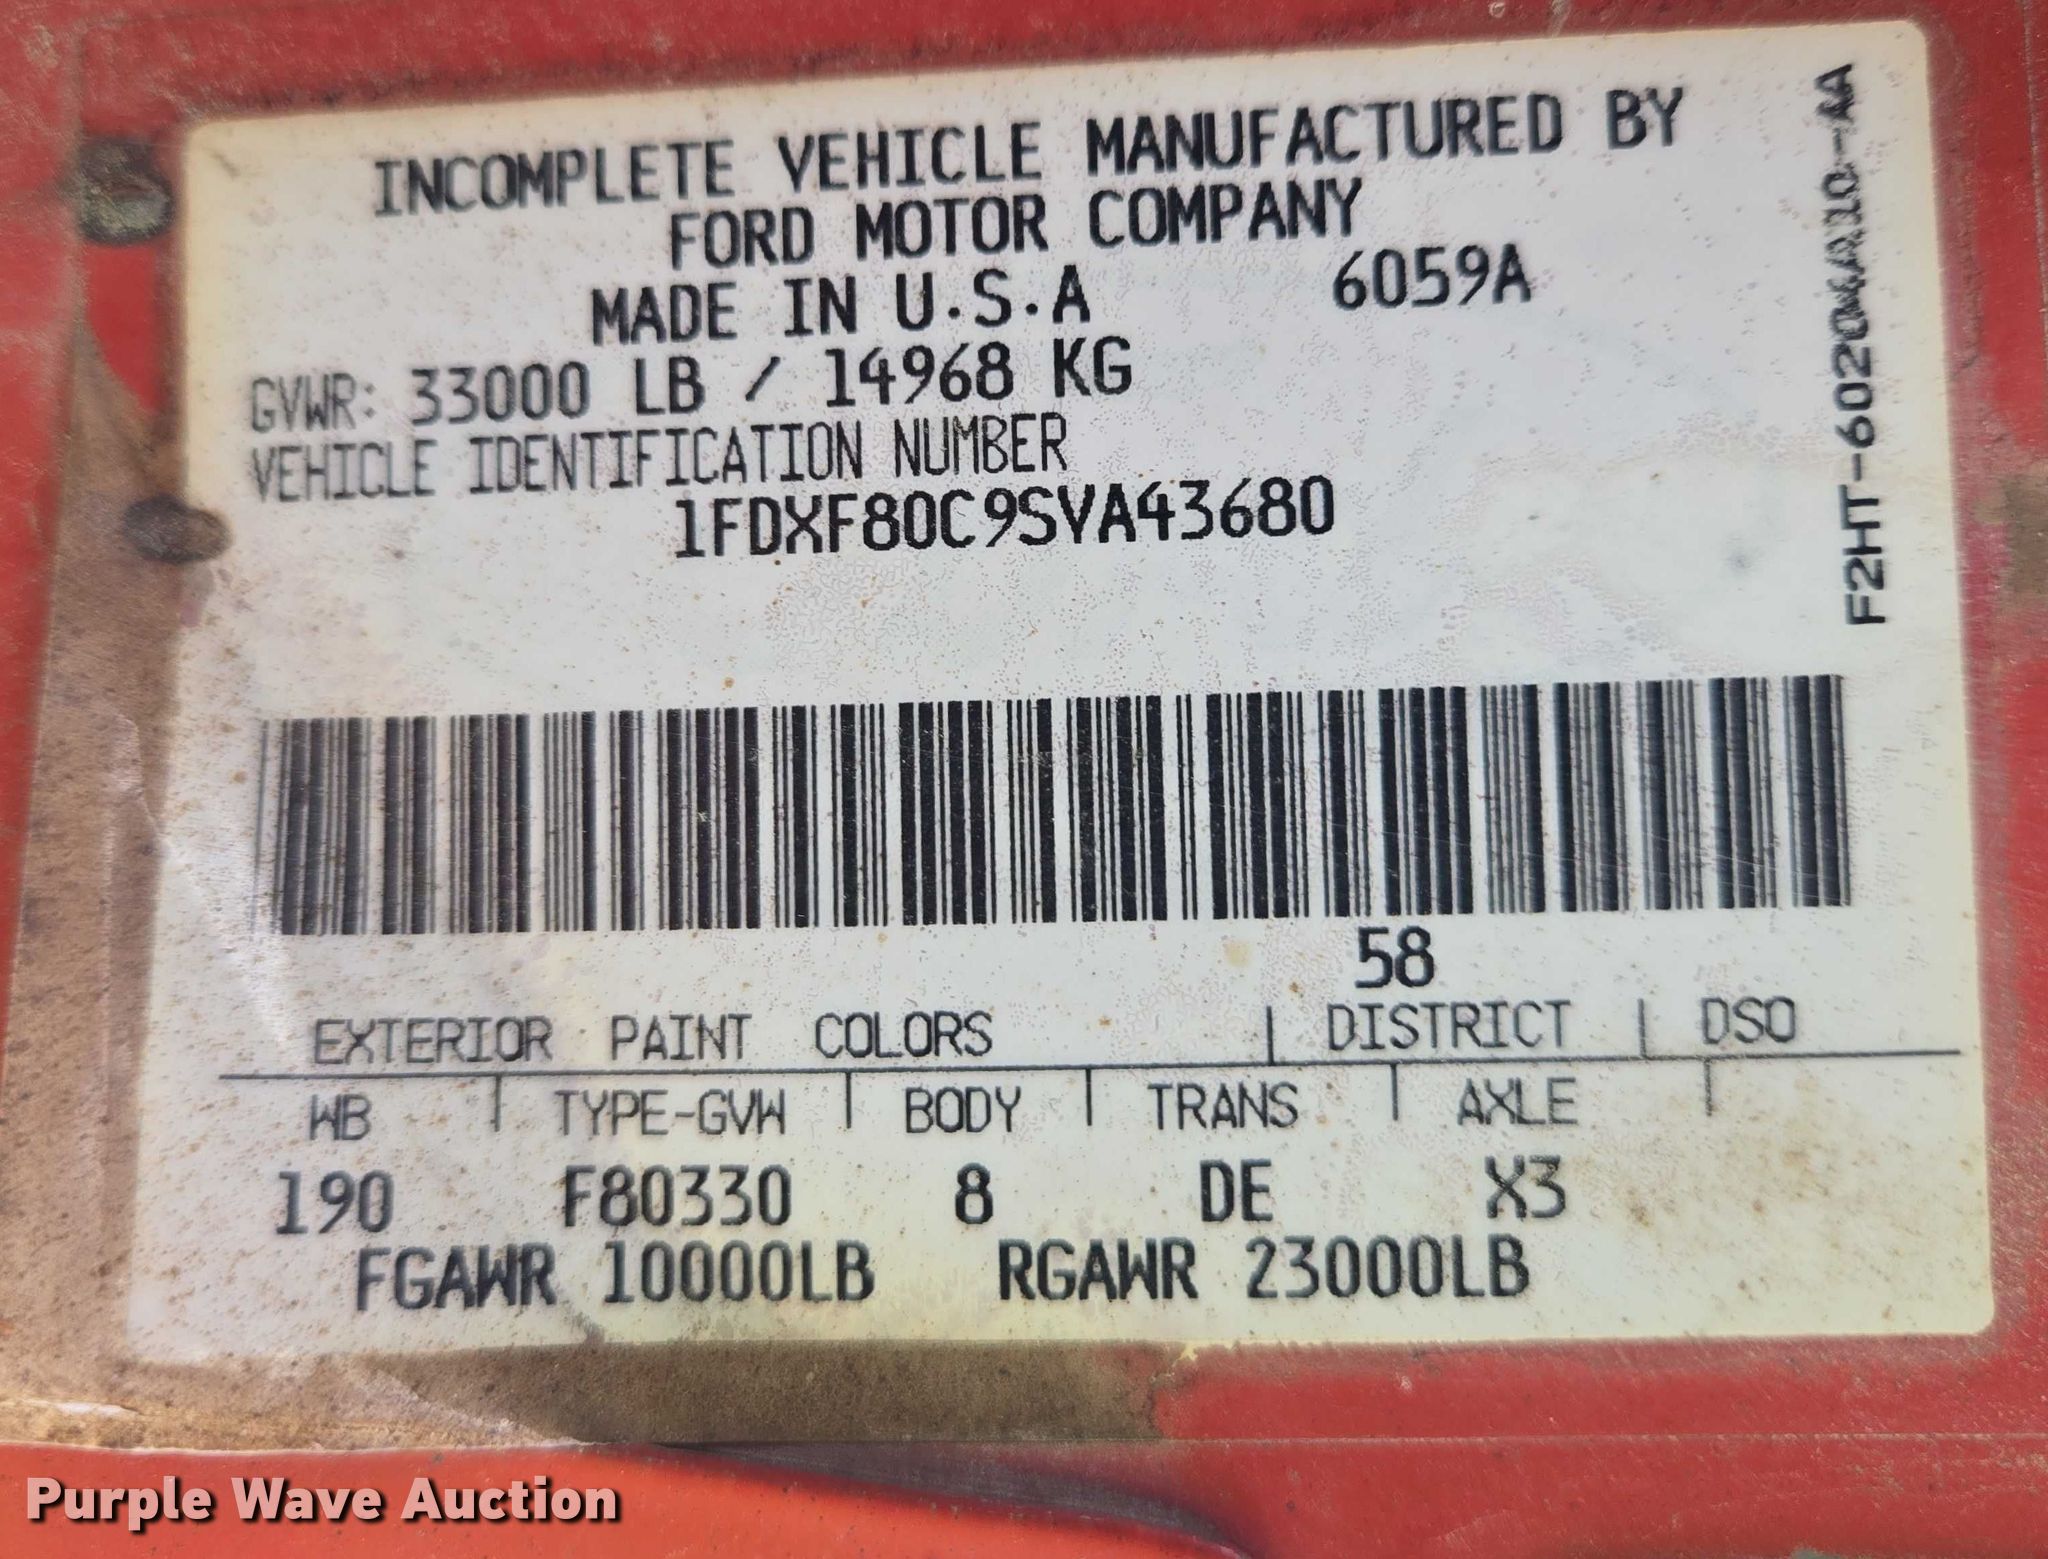 INCOMPLETE VEHICLE MANUFACTURED BY
FORD MOTOR COMPANY
MADE IN U.S.A 6059A
GVWR: 33000 LB / 14968 KG
VEHICLE IDENTIFICATION NUMBER
1FDXF80C9SVA43680
58
EXTERIOR PAINT COLORS | DISTRICT | DSO
WB | TYPE-GVW | BODY | TRANS | AXLE |
190 F80330 8 DE X3
FGAWR 10000LB RGAWR 23000LB
Purple Wave Auction